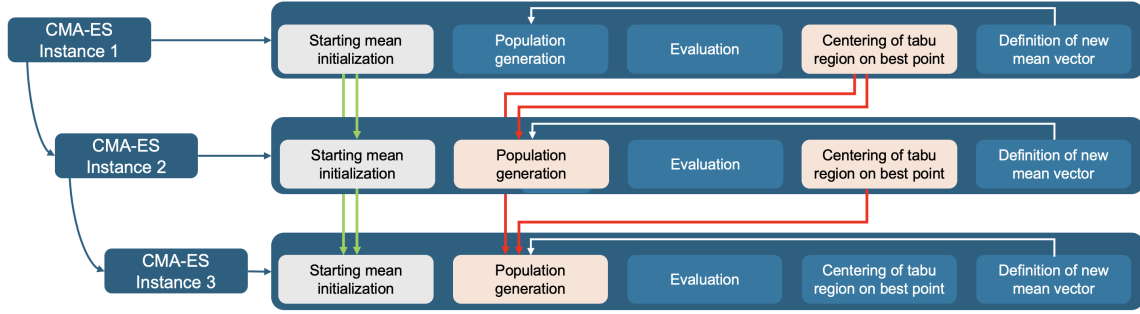 CMA-ES
Instance 1
Starting mean
initialization
Population
generation
Evaluation
Centering of tabu
region on best point
Definition of new
mean vector
CMA-ES
Instance 2
Starting mean
initialization
Population
generation
Evaluation
Centering of tabu
region on best point
Definition of new
mean vector
CMA-ES
Instance 3
Starting mean
initialization
Population
generation
Evaluation
Centering of tabu
region on best point
Definition of new
mean vector